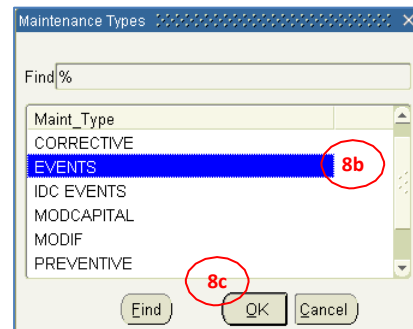 Maintenance Types
Find %
Maint_Type
CORRECTIVE
EVENTS
8b
IDC EVENTS
MODCAPITAL
MODIF
PREVENTIVE
8c
Find OK Cancel